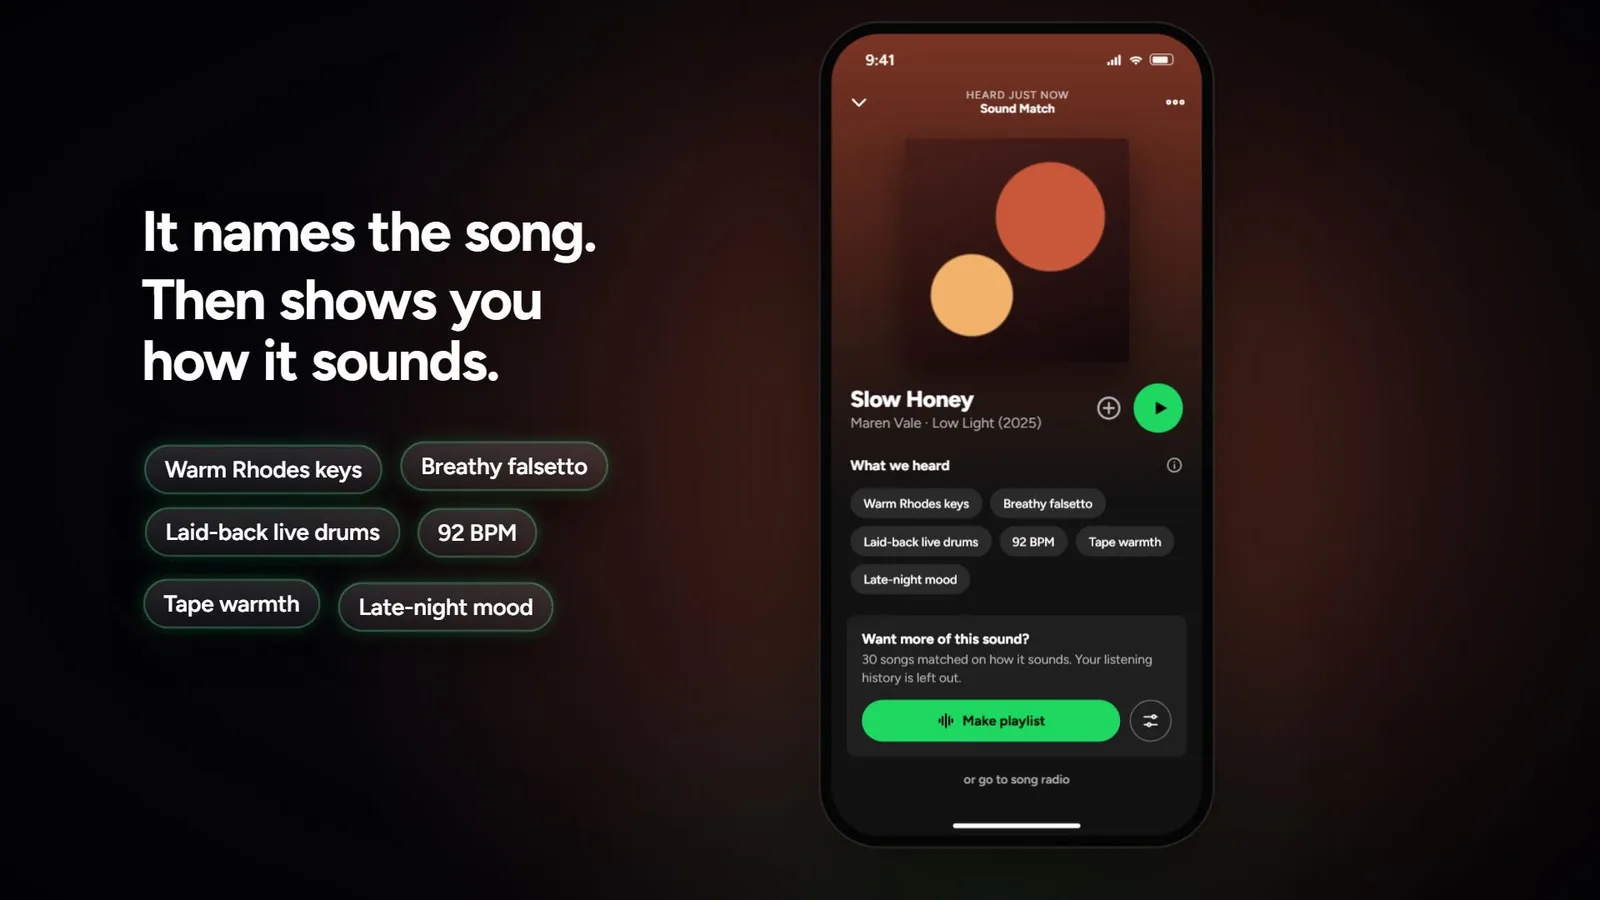 It names the song.
Then shows you
how it sounds.
Warm Rhodes keys
Breathy falsetto
Laid-back live drums
92 BPM
Tape warmth
Late-night mood
9:41
HEARD JUST NOW
Sound Match
Slow Honey
Maren Vale · Low Light (2025)
What we heard
Warm Rhodes keys
Breathy falsetto
Laid-back live drums
92 BPM
Tape warmth
Late-night mood
Want more of this sound?
30 songs matched on how it sounds. Your listening
history is left out.
Make playlist
or go to song radio